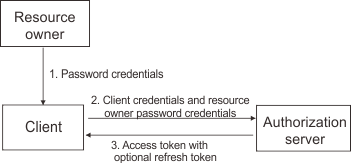 Resource
owner
1. Password credentials
2. Client credentials and resource
owner password credentials
Client
Authorization
server
3. Access token with
optional refresh token